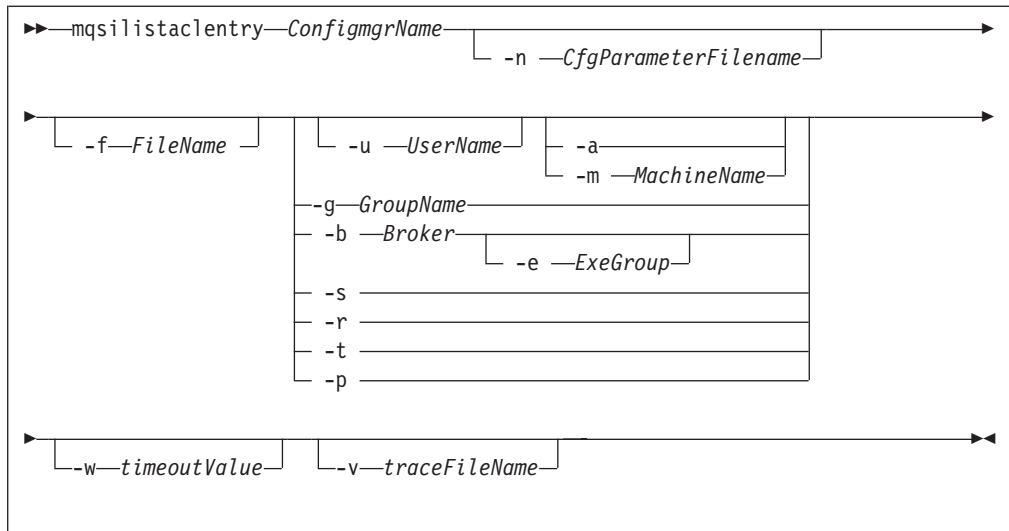 mqsilistaclentry ConfigmgrName
-n CfgParameterFilename
-f FileName -u UserName -a
-m MachineName
-g GroupName
-b Broker
-e ExeGroup
-s
-r
-t
-p
-w timeoutValue -v traceFileName